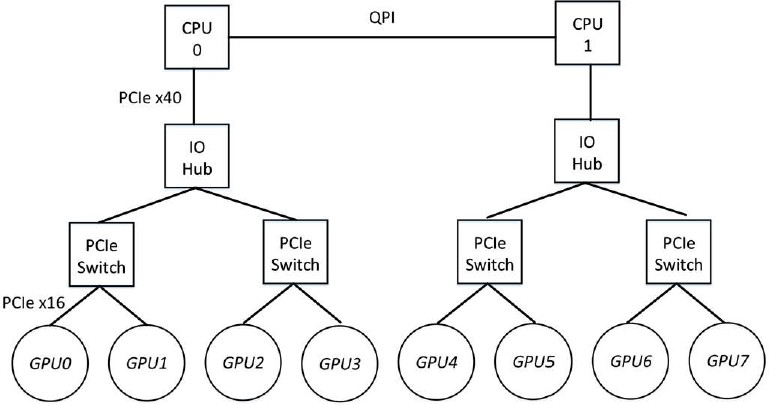 QPI
CPU
0
CPU
1
PCIe x40
IO
Hub
IO
Hub
PCIe
Switch
PCIe
Switch
PCIe
Switch
PCIe
Switch
PCIe x16
GPU0
GPU1
GPU2
GPU3
GPU4
GPU5
GPU6
GPU7